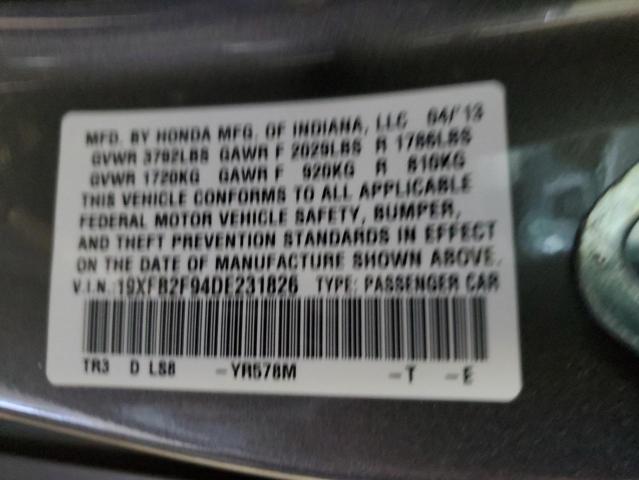 MFD. BY HONDA MFG. OF INDIANA, LLC 04/'13
GVWR 3792LBS GAWR F 2029LBS R 1786LBS
GVWR 1720KG GAWR F 920KG R 810KG
THIS VEHICLE CONFORMS TO ALL APPLICABLE
FEDERAL MOTOR VEHICLE SAFETY, BUMPER,
AND THEFT PREVENTION STANDARDS IN EFFECT
ON THE DATE OF MANUFACTURE SHOWN ABOVE.
V.I.N.: 19XFB2F94DE231826 TYPE: PASSENGER CAR
TR3 D LSB -YR578M -T -E